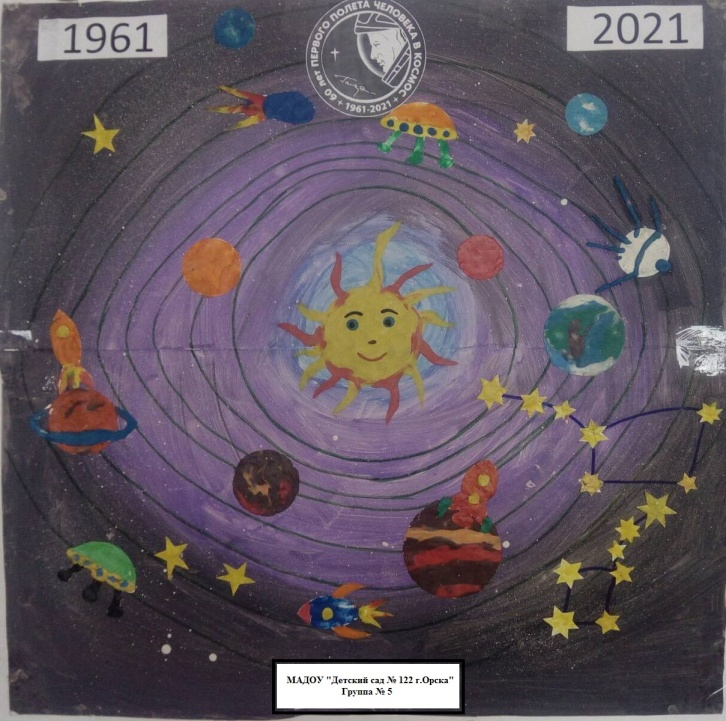 1961
2021
60 лет ПЕРВОГО ПОЛЕТА ЧЕЛОВЕКА В КОСМОС
1961-2021
МАДОУ "Детский сад № 122 г.Орска"
Группа № 5